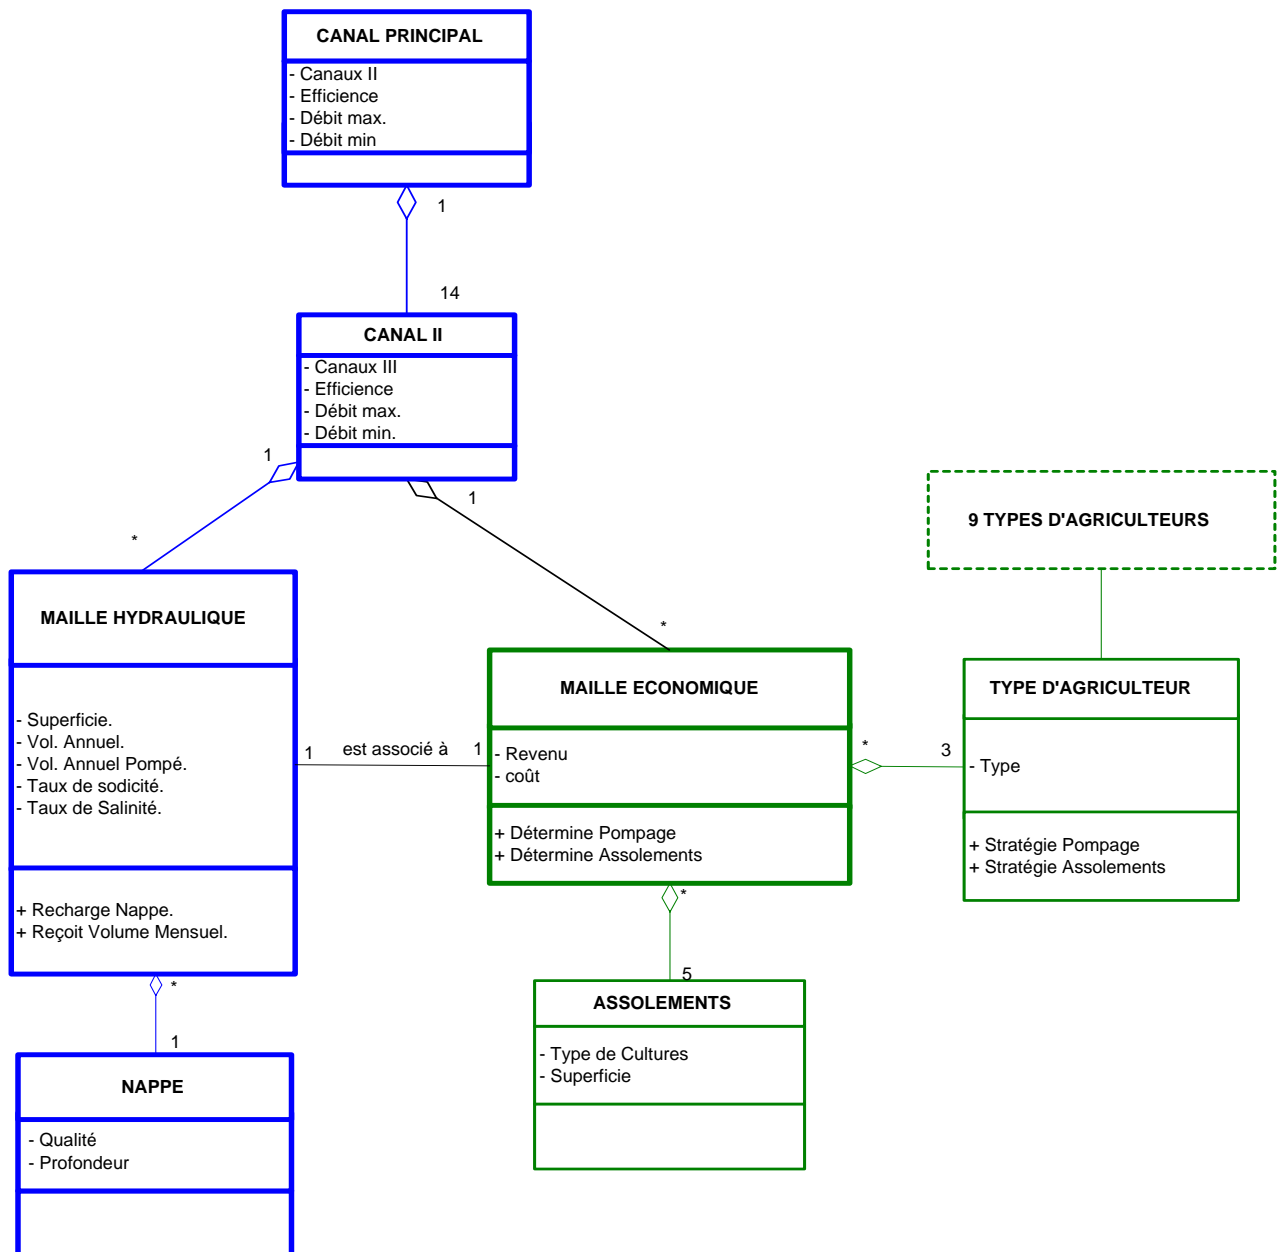 CANAL PRINCIPAL
- Canaux II
- Efficience
- Débit max.
- Débit min
1
14
CANAL II
- Canaux III
- Efficience
- Débit max.
- Débit min.
1
1
*
*
9 TYPES D'AGRICULTEURS
MAILLE HYDRAULIQUE
- Superficie.
- Vol. Annuel.
- Vol. Annuel Pompé.
- Taux de sodicité.
- Taux de Salinité.
+ Recharge Nappe.
+ Reçoit Volume Mensuel.
1
est associé à
1
MAILLE ECONOMIQUE
- Revenu
- coût
+ Détermine Pompage
+ Détermine Assolements
*
3
TYPE D'AGRICULTEUR
- Type
+ Stratégie Pompage
+ Stratégie Assolements
*
5
ASSOLEMENTS
- Type de Cultures
- Superficie
*
1
NAPPE
- Qualité
- Profondeur